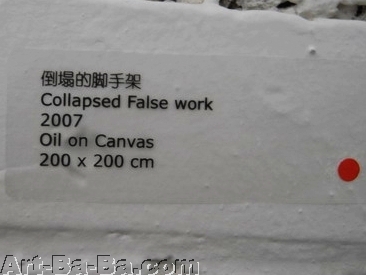 倒塌的脚手架
Collapsed False work
2007
Oil on Canvas
200 x 200 cm
Art-Ba-Ba.com